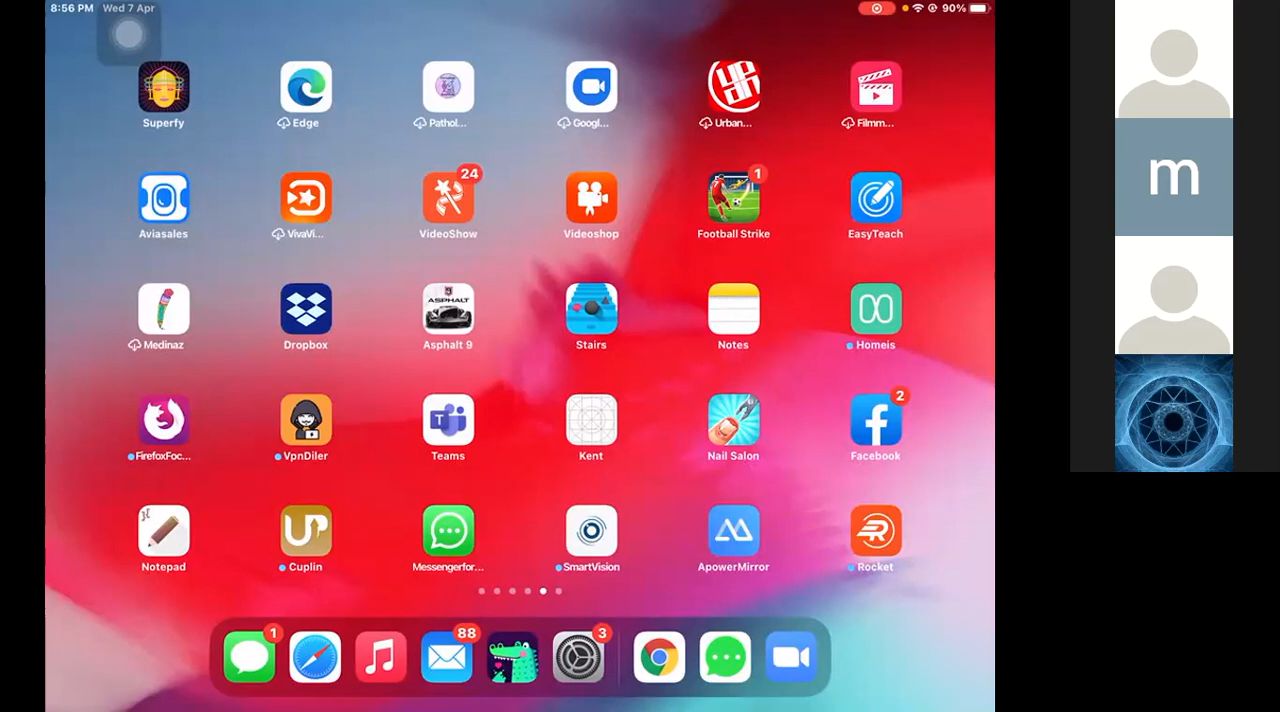 8:56 PM Wed 7 Apr
90%
Superfy
Edge
Pathol...
Googl...
Urban...
Filmm...
24
1
Aviasales
VivaVi...
VideoShow
Videoshop
Football Strike
EasyTeach
ASPHALT
Medinaz
Dropbox
Asphalt 9
Stairs
Notes
Homeis
2
T
FirefoxFoc...
VpnDiler
Teams
Kent
Nail Salon
Facebook
UP
Notepad
Cuplin
Messengerfor...
SmartVision
ApowerMirror
Rocket
1
88
3
m